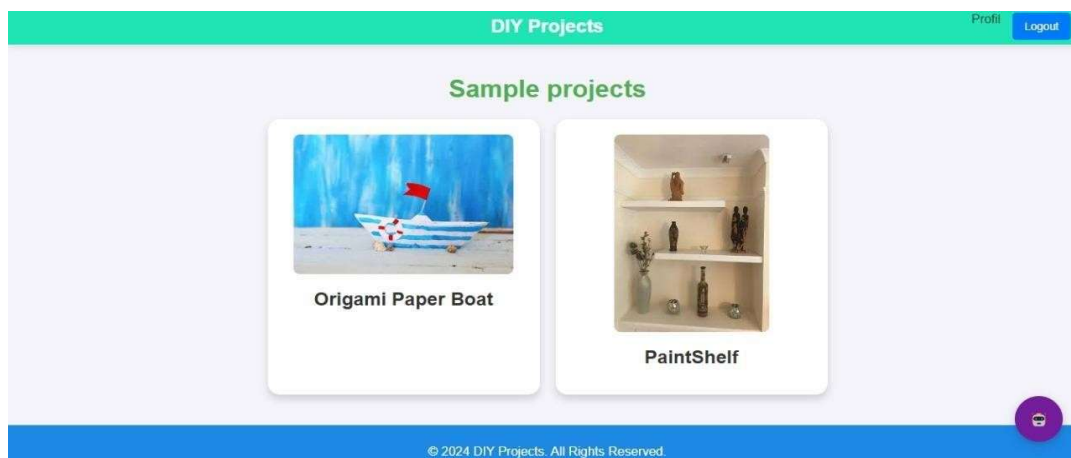 DIY Projects
Profil
Logout
Sample projects
Origami Paper Boat
PaintShelf
© 2024 DIY Projects. All Rights Reserved.